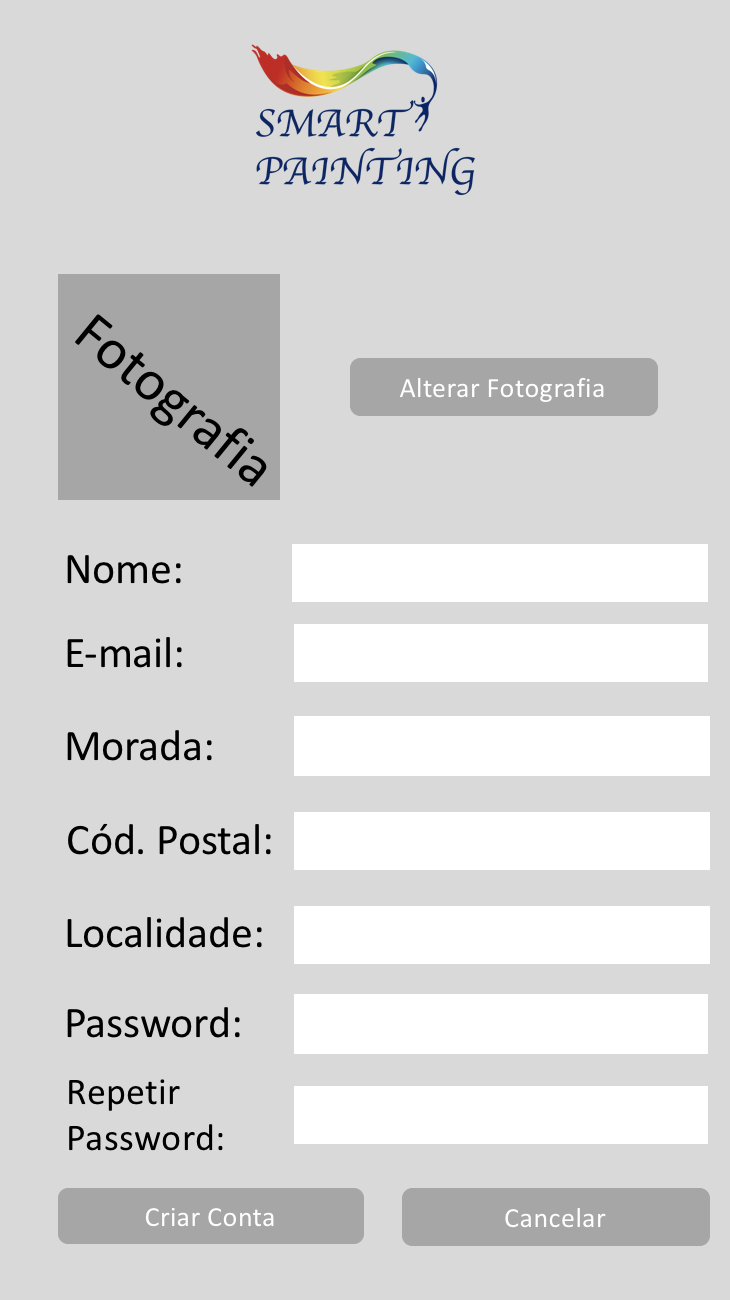 SMART
PAINTING
Fotografia
Alterar Fotografia
Nome:
E-mail:
Morada:
Cód. Postal:
Localidade:
Password:
Repetir
Password:
Criar Conta
Cancelar